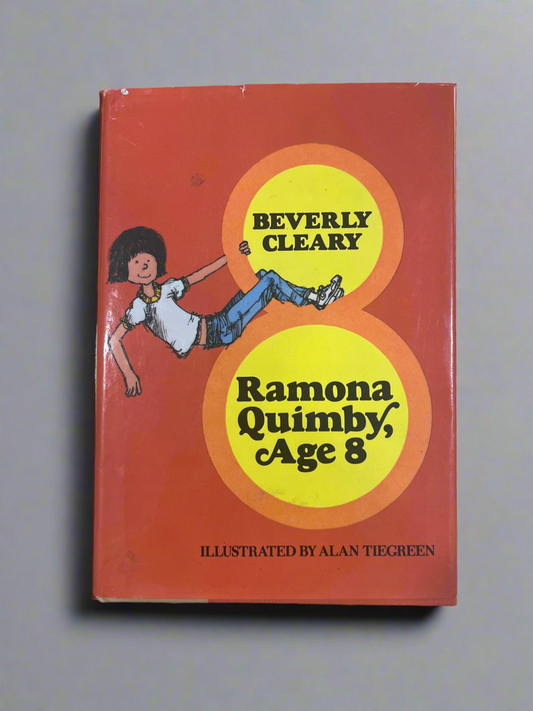 BEVERLY
CLEARY
Ramona
Quimby,
Age 8
ILLUSTRATED BY ALAN TIEGREEN